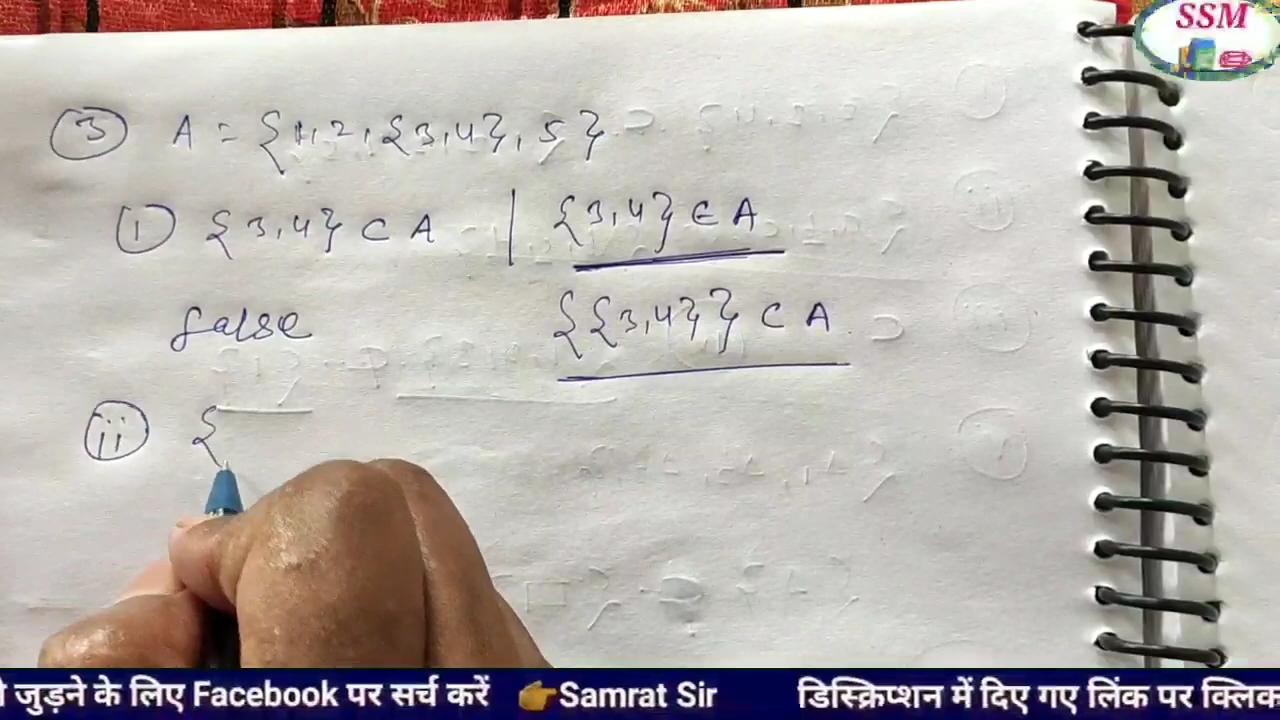 SSM
③ A = {1, 2, {3,4}, 5}
① {3,4} ⊂ A | {3,4} ∈ A
false {{3,4}} ⊂ A
ⅱ {
जुड़ने के लिए Facebook पर सर्च करें 👉Samrat Sir डिस्क्रिप्शन में दिए गए लिंक पर